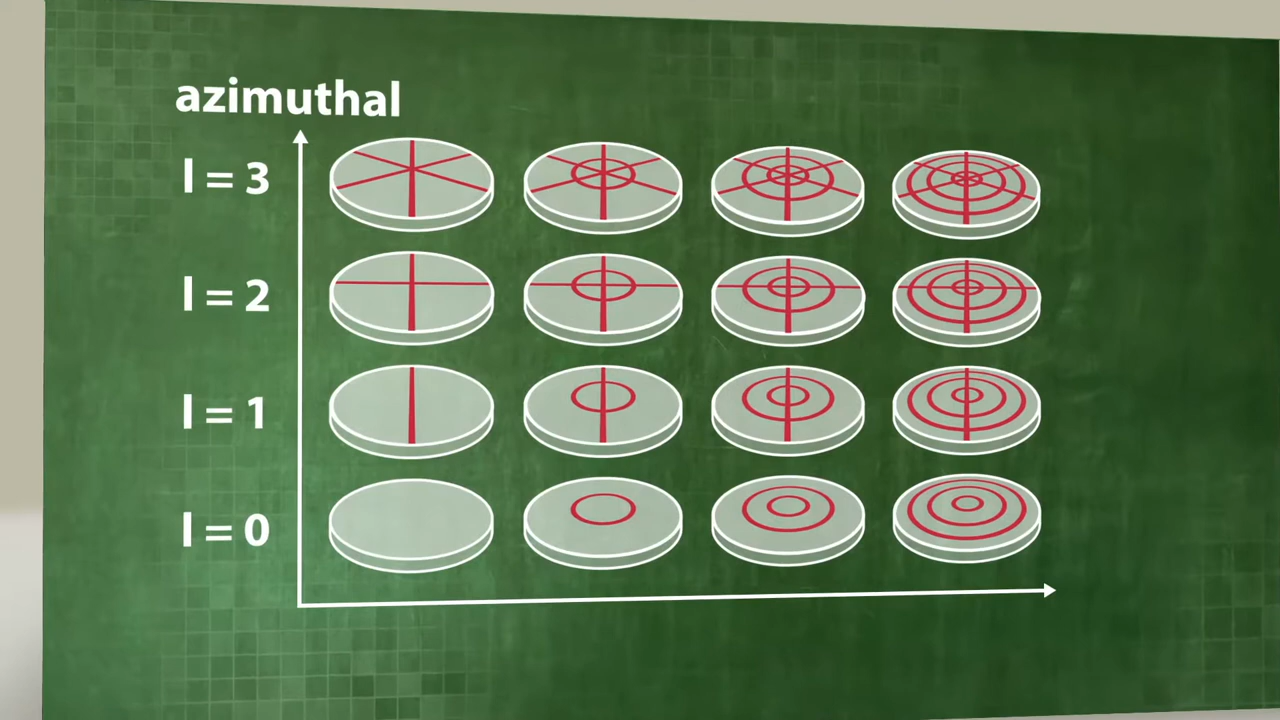 azimuthal
l = 3
l = 2
l = 1
l = 0